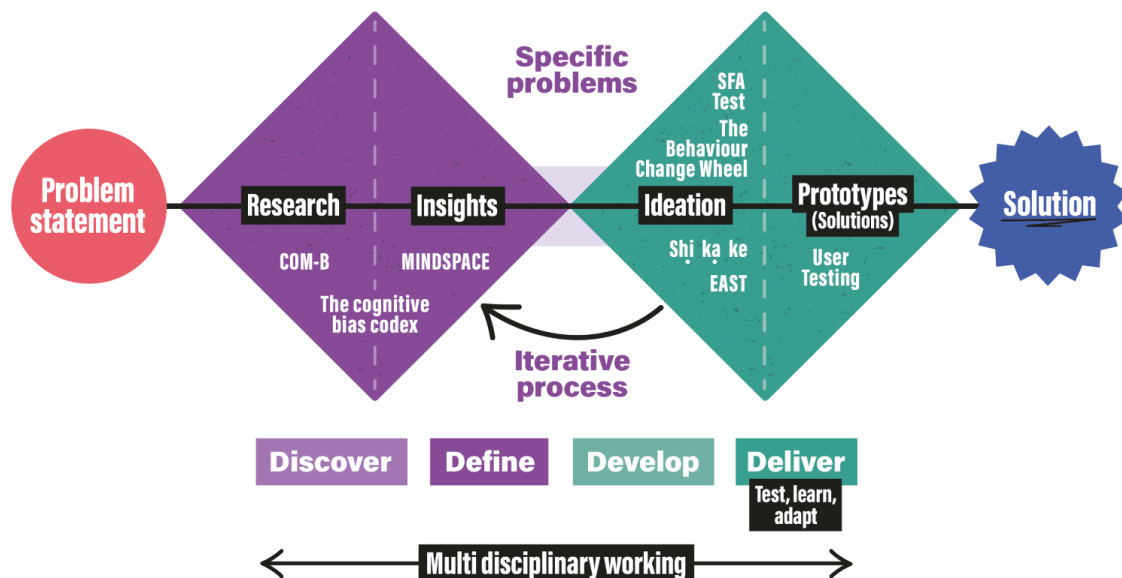 Specific
problems
SFA
Test
The
Behaviour
Change Wheel
Problem
statement
Research
Insights
Ideation
Prototypes
(Solutions)
Solution
COM-B
MINDSPACE
The cognitive
bias codex
Shị kạ ke
EAST
User
Testing
Iterative
process
Discover
Define
Develop
Deliver
Test, learn,
adapt
Multi disciplinary working